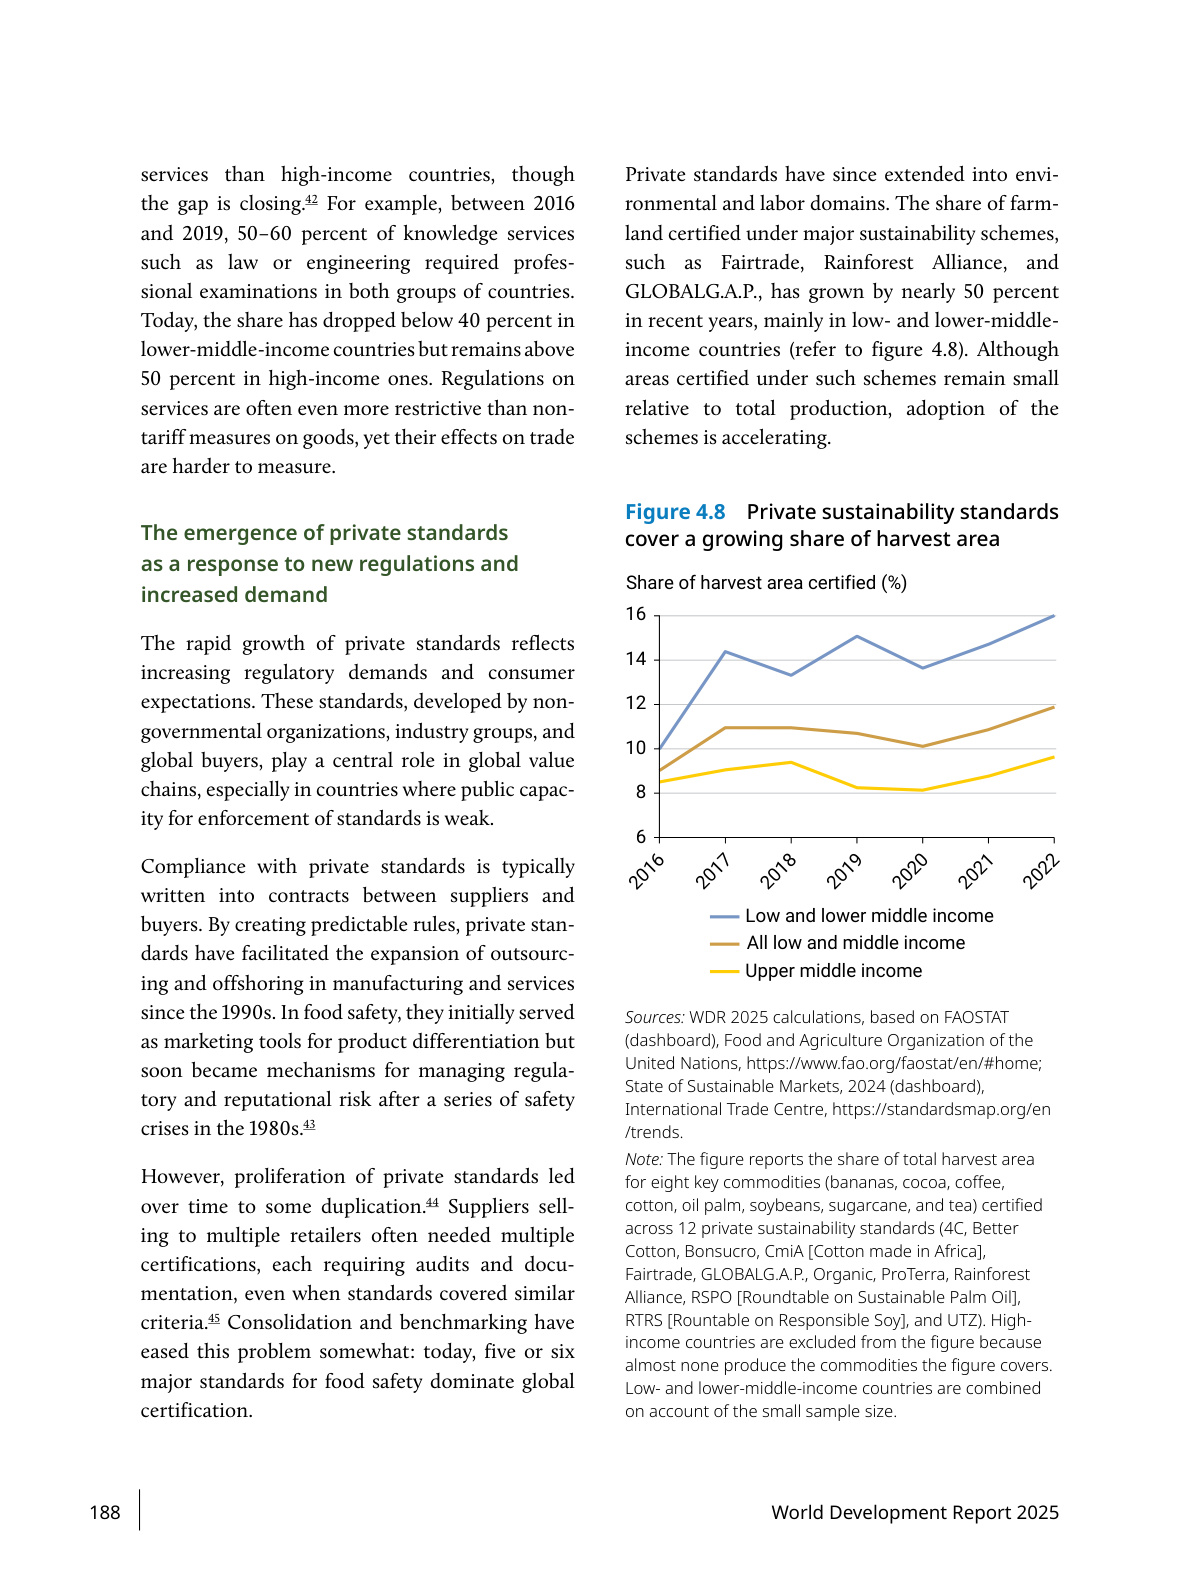 services than high-income countries, though
the gap is closing.42 For example, between 2016
and 2019, 50–60 percent of knowledge services
such as law or engineering required profes-
sional examinations in both groups of countries.
Today, the share has dropped below 40 percent in
lower-middle-income countries but remains above
50 percent in high-income ones. Regulations on
services are often even more restrictive than non-
tariff measures on goods, yet their effects on trade
are harder to measure.
The emergence of private standards
as a response to new regulations and
increased demand
The rapid growth of private standards reflects
increasing regulatory demands and consumer
expectations. These standards, developed by non-
governmental organizations, industry groups, and
global buyers, play a central role in global value
chains, especially in countries where public capac-
ity for enforcement of standards is weak.
Compliance with private standards is typically
written into contracts between suppliers and
buyers. By creating predictable rules, private stan-
dards have facilitated the expansion of outsourc-
ing and offshoring in manufacturing and services
since the 1990s. In food safety, they initially served
as marketing tools for product differentiation but
soon became mechanisms for managing regula-
tory and reputational risk after a series of safety
crises in the 1980s.43
However, proliferation of private standards led
over time to some duplication.44 Suppliers sell-
ing to multiple retailers often needed multiple
certifications, each requiring audits and docu-
mentation, even when standards covered similar
criteria.45 Consolidation and benchmarking have
eased this problem somewhat: today, five or six
major standards for food safety dominate global
certification.
Private standards have since extended into envi-
ronmental and labor domains. The share of farm-
land certified under major sustainability schemes,
such as Fairtrade, Rainforest Alliance, and
GLOBALG.A.P., has grown by nearly 50 percent
in recent years, mainly in low- and lower-middle-
income countries (refer to figure 4.8). Although
areas certified under such schemes remain small
relative to total production, adoption of the
schemes is accelerating.
Figure 4.8 Private sustainability standards
cover a growing share of harvest area
Share of harvest area certified (%)
16
14
12
10
8
6
2016 2017 2018 2019 2020 2021 2022
Low and lower middle income
All low and middle income
Upper middle income
Sources: WDR 2025 calculations, based on FAOSTAT
(dashboard), Food and Agriculture Organization of the
United Nations, https://www.fao.org/faostat/en/#home;
State of Sustainable Markets, 2024 (dashboard),
International Trade Centre, https://standardsmap.org/en
/trends.
Note: The figure reports the share of total harvest area
for eight key commodities (bananas, cocoa, coffee,
cotton, oil palm, soybeans, sugarcane, and tea) certified
across 12 private sustainability standards (4C, Better
Cotton, Bonsucro, CmiA [Cotton made in Africa],
Fairtrade, GLOBALG.A.P., Organic, ProTerra, Rainforest
Alliance, RSPO [Roundtable on Sustainable Palm Oil],
RTRS [Rountable on Responsible Soy], and UTZ). High-
income countries are excluded from the figure because
almost none produce the commodities the figure covers.
Low- and lower-middle-income countries are combined
on account of the small sample size.
188
World Development Report 2025